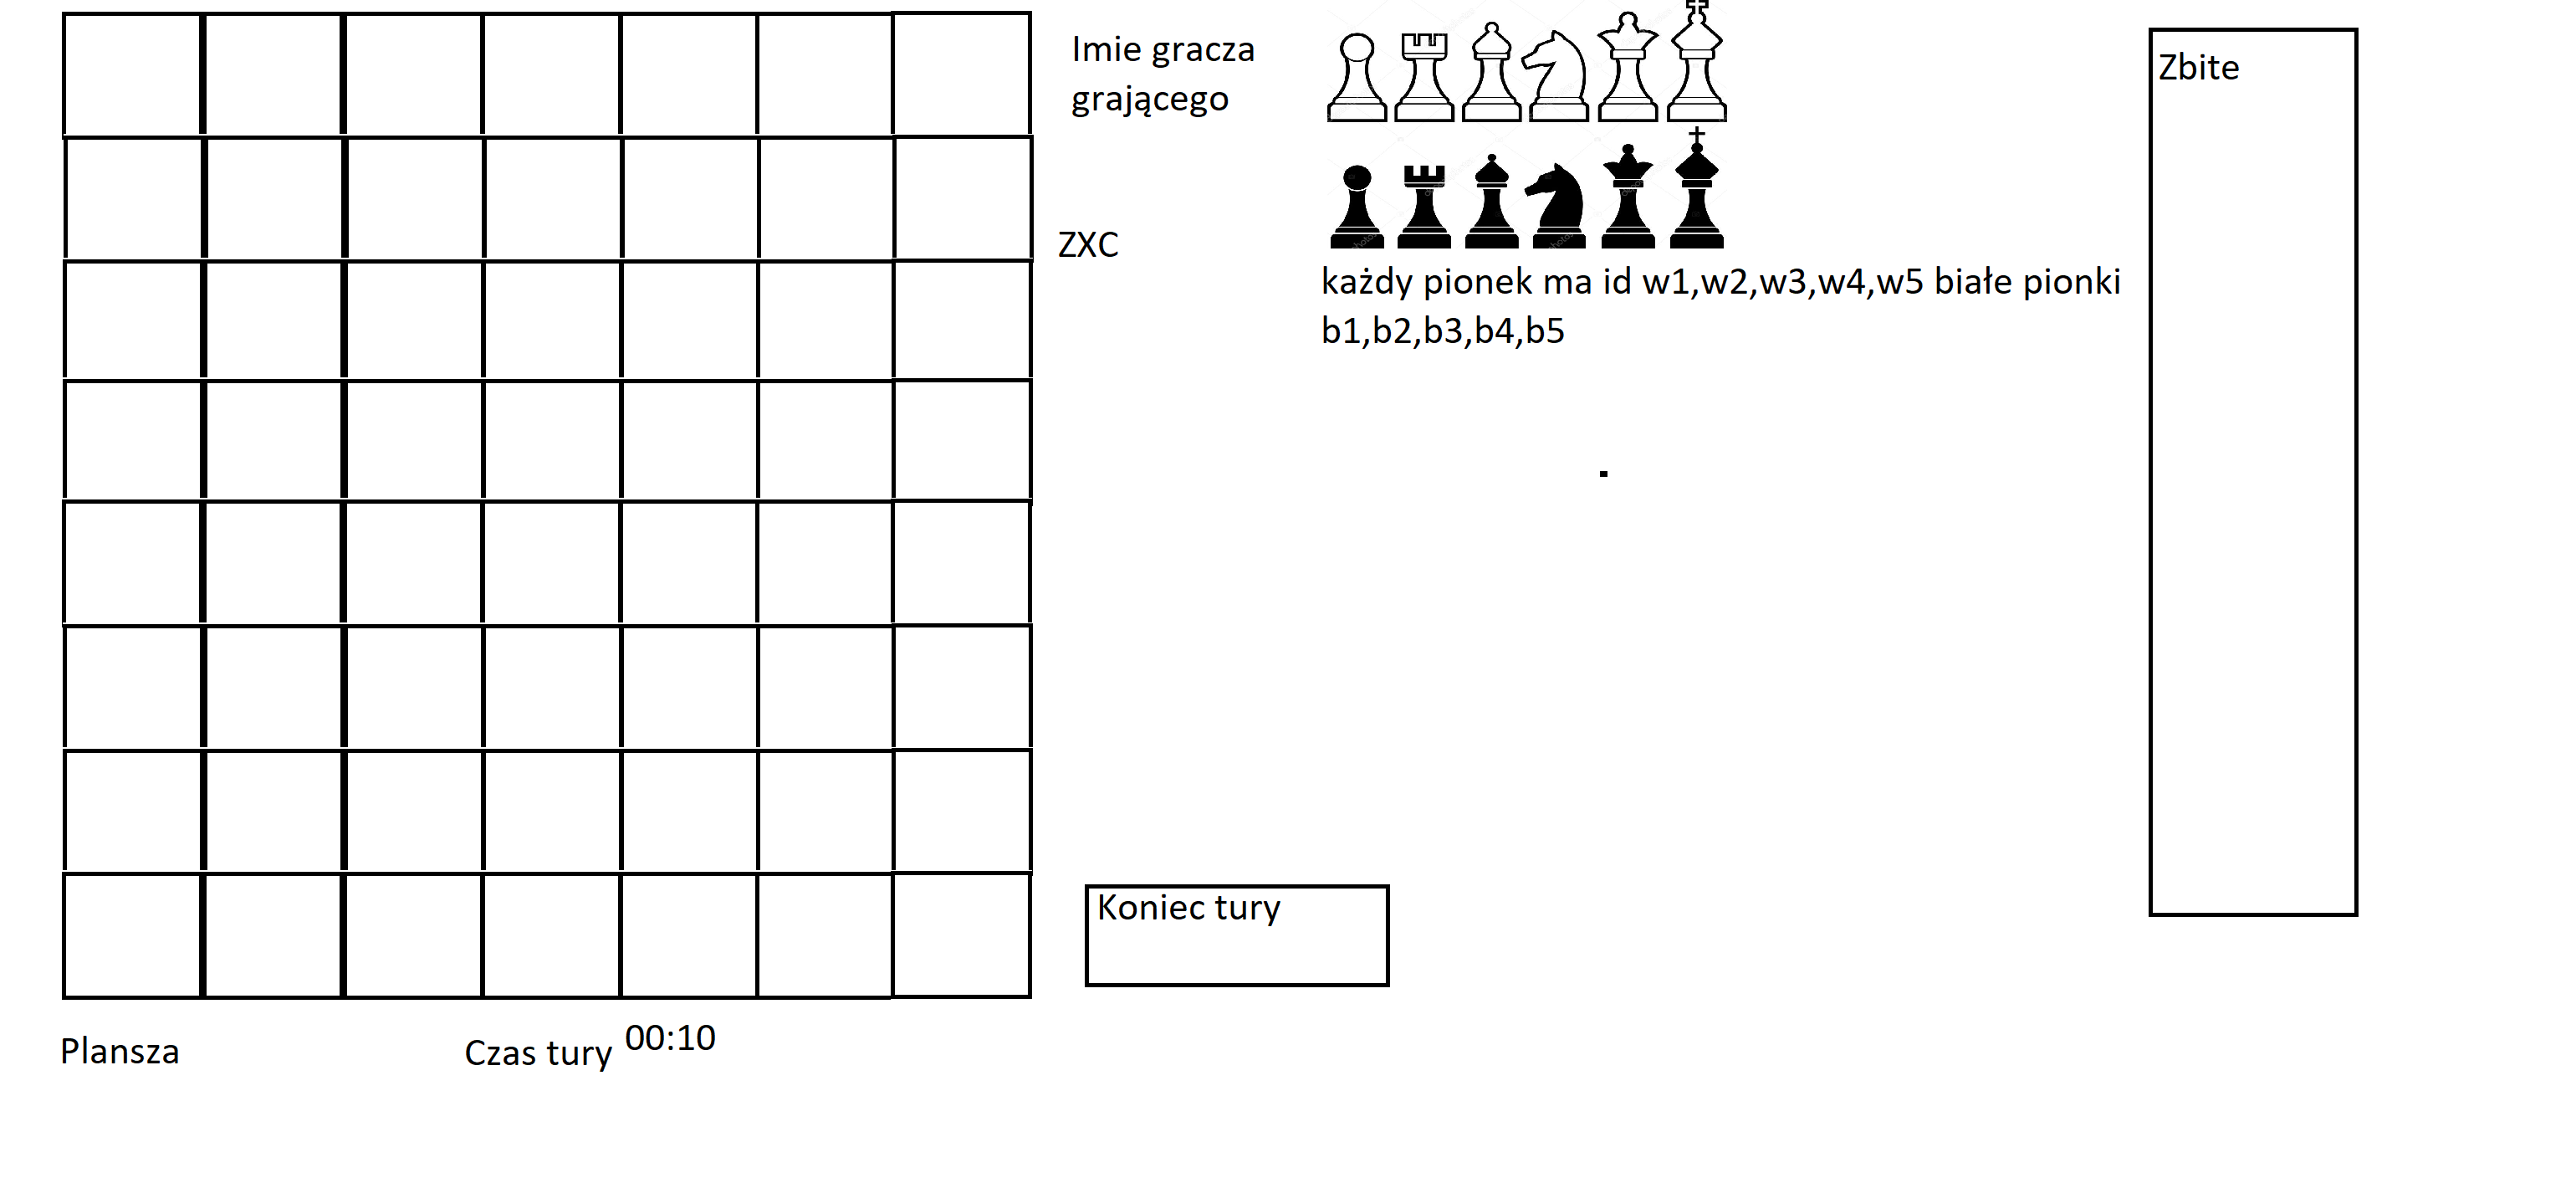 Imie gracza
grającego
Zbite
ZXC
każdy pionek ma id w1,w2,w3,w4,w5 białe pionki
b1,b2,b3,b4,b5
Koniec tury
Plansza
Czas tury 00:10